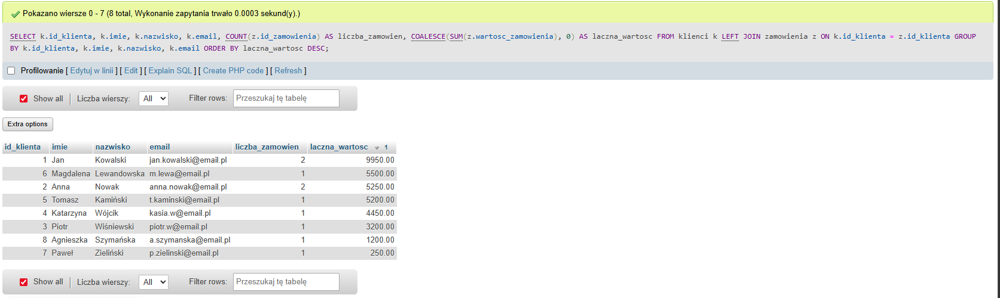 Pokazano wiersze 0 - 7 (8 total, Wykonanie zapytania trwało 0.0003 sekund(y).)
SELECT k.id_klienta, k.imie, k.nazwisko, k.email, COUNT(z.id_zamowienia) AS liczba_zamowien, COALESCE(SUM(z.wartosc_zamowienia), 0) AS laczna_wartosc FROM klienci k LEFT JOIN zamowienia z ON k.id_klienta = z.id_klienta GROUP
BY k.id_klienta, k.imie, k.nazwisko, k.email ORDER BY laczna_wartosc DESC;
Profilowanie [ Edytuj w linii ] [ Edit ] [ Explain SQL ] [ Create PHP code ] [ Refresh ]
Show all Liczba wierszy: All Filter rows: Przeszukaj tę tabelę
Extra options
id_klienta imie nazwisko email liczba_zamowien laczna_wartosc 1
1 Jan Kowalski jan.kowalski@email.pl 2 9950.00
6 Magdalena Lewandowska m.lewa@email.pl 1 5500.00
2 Anna Nowak anna.nowak@email.pl 2 5250.00
5 Tomasz Kamiński t.kaminski@email.pl 1 5200.00
4 Katarzyna Wójcik kasia.w@email.pl 1 4450.00
3 Piotr Wiśniewski piotr.w@email.pl 1 3200.00
8 Agnieszka Szymańska a.szymanska@email.pl 1 1200.00
7 Paweł Zieliński p.zielinski@email.pl 1 250.00
Show all Liczba wierszy: All Filter rows: Przeszukaj tę tabelę